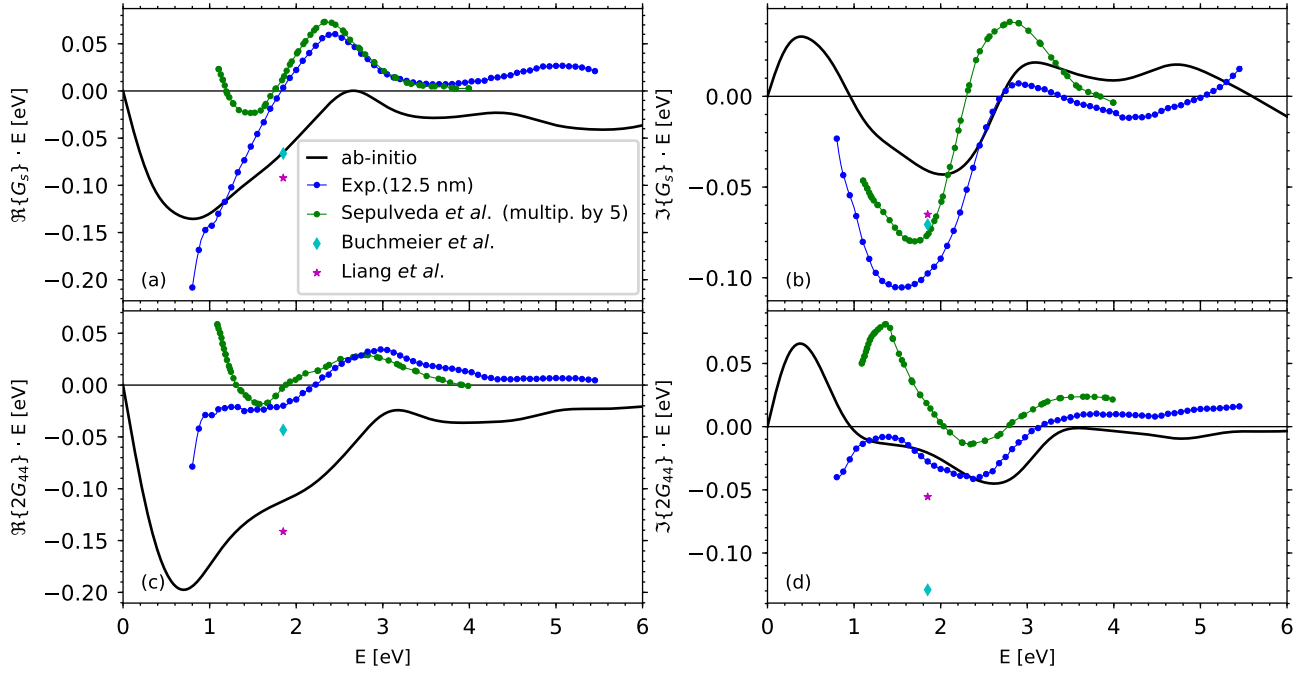 0.05
0.00
−0.05
−0.10
−0.15
−0.20
ℜ{G_s} · E [eV]
(a)
ab-initio
Exp.(12.5 nm)
Sepulveda et al. (multip. by 5)
Buchmeier et al.
Liang et al.
0.05
0.00
−0.05
−0.10
ℑ{G_s} · E [eV]
(b)
0.05
0.00
−0.05
−0.10
−0.15
−0.20
ℜ{2G_44} · E [eV]
(c)
0 1 2 3 4 5 6
E [eV]
0.05
0.00
−0.05
−0.10
ℑ{2G_44} · E [eV]
(d)
0 1 2 3 4 5 6
E [eV]